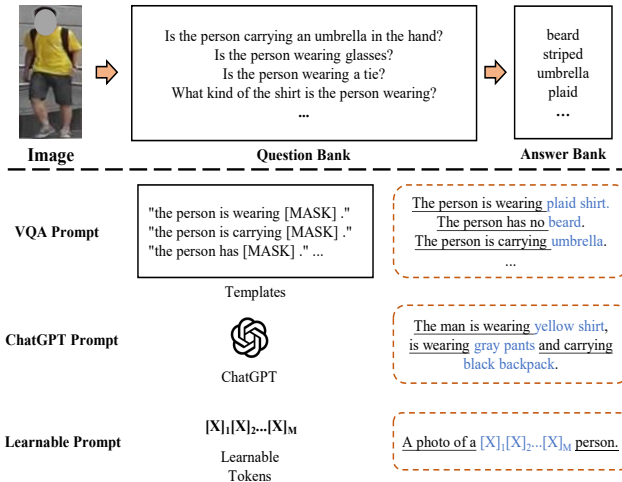 Is the person carrying an umbrella in the hand?
Is the person wearing glasses?
Is the person wearing a tie?
What kind of the shirt is the person wearing?
...
beard
striped
umbrella
plaid
...
Image
Question Bank
Answer Bank
VQA Prompt
"the person is wearing [MASK] ."
"the person is carrying [MASK] ."
"the person has [MASK] ." ...
Templates
The person is wearing plaid shirt.
The person has no beard.
The person is carrying umbrella.
...
ChatGPT Prompt
ChatGPT
The man is wearing yellow shirt,
is wearing gray pants and carrying
black backpack.
Learnable Prompt
[X]1[X]2...[X]M
Learnable
Tokens
A photo of a [X]1[X]2...[X]M person.